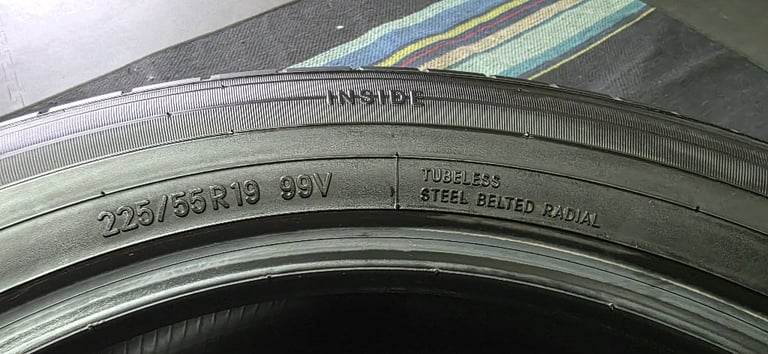 INSIDE
225/55R19 99V
TUBELESS
STEEL BELTED RADIAL